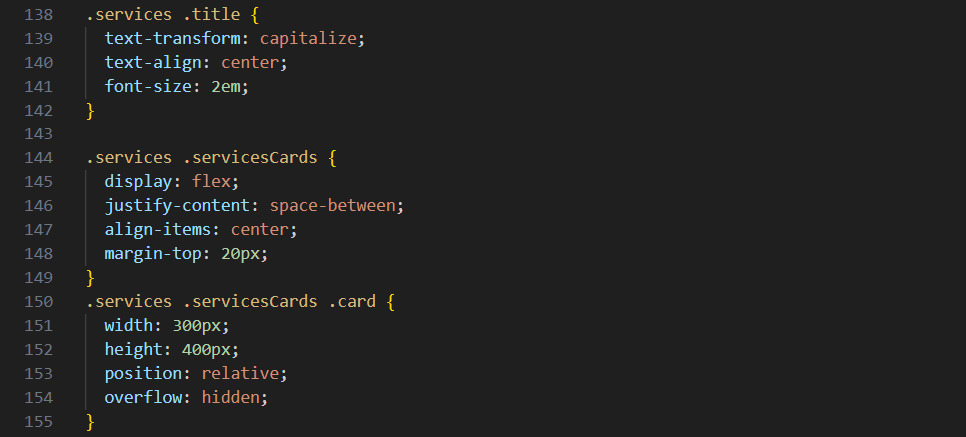 138 .services .title {
139 text-transform: capitalize;
140 text-align: center;
141 font-size: 2em;
142 }
143
144 .services .servicesCards {
145 display: flex;
146 justify-content: space-between;
147 align-items: center;
148 margin-top: 20px;
149 }
150 .services .servicesCards .card {
151 width: 300px;
152 height: 400px;
153 position: relative;
154 overflow: hidden;
155 }